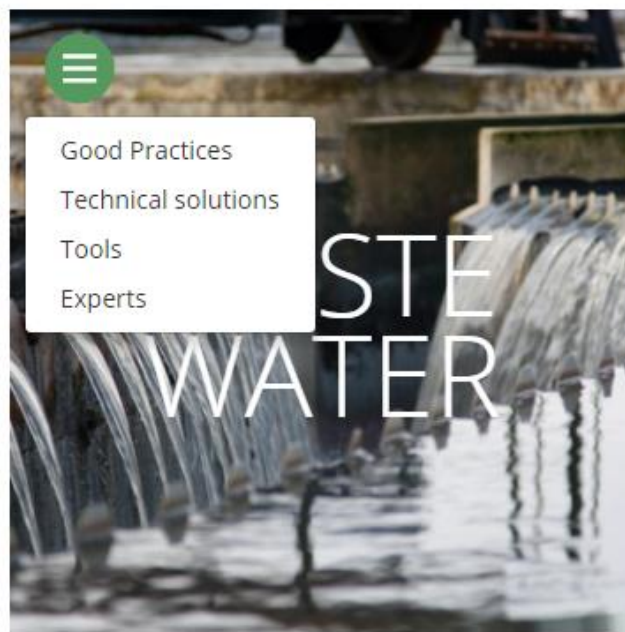 Good Practices
Technical solutions
Tools
Experts
STE
WATER